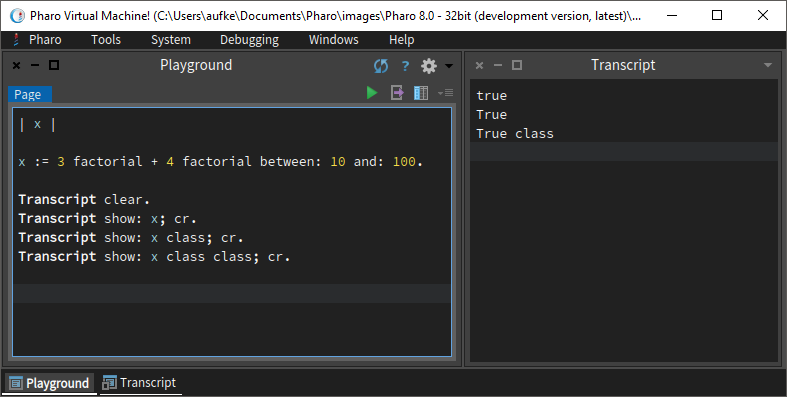 Pharo Virtual Machine! (C:\Users\aufke\Documents\Pharo\images\Pharo 8.0 - 32bit (development version, latest)\...
Pharo Tools System Debugging Windows Help
Playground
?
Page
| x |
x := 3 factorial + 4 factorial between: 10 and: 100.
Transcript clear.
Transcript show: x; cr.
Transcript show: x class; cr.
Transcript show: x class class; cr.
Transcript
true
True
True class
Playground Transcript